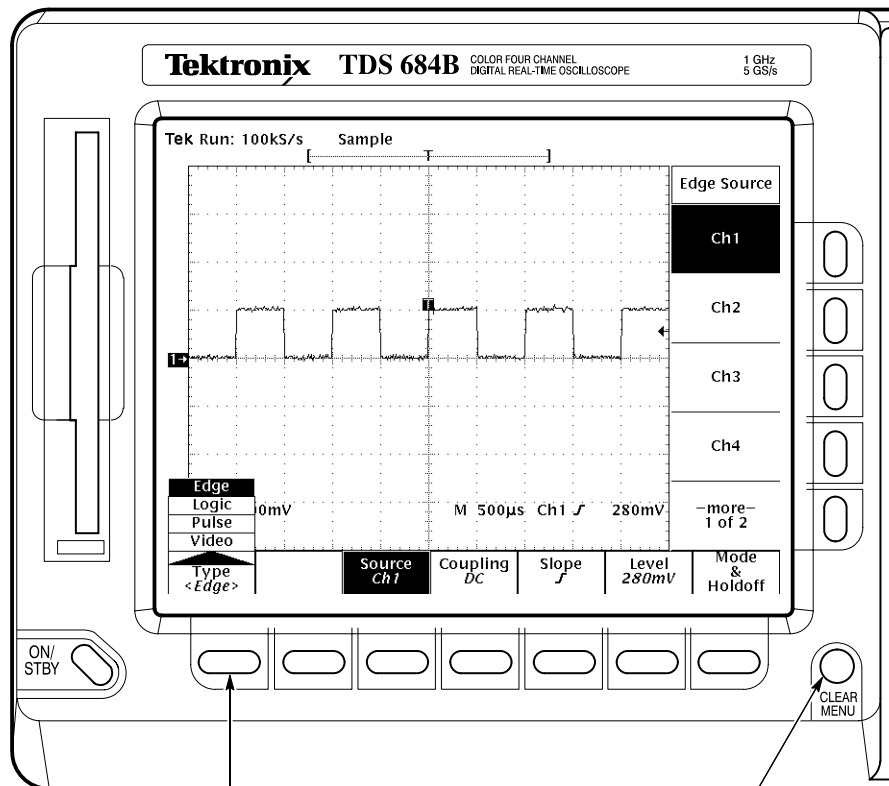 Tektronix TDS 684B COLOR FOUR CHANNEL
DIGITAL REAL-TIME OSCILLOSCOPE
1 GHz
5 GS/s
Tek Run: 100kS/s Sample
[ T ]
Edge Source
Ch1
Ch2
Ch3
Ch4
–more–
1 of 2
T
1→
Edge
Logic
Pulse
Video
0mV
M 500µs Ch1 280mV
Type
<Edge>
Source
Ch1
Coupling
DC
Slope
Level
280mV
Mode
&
Holdoff
ON/
STBY
CLEAR
MENU